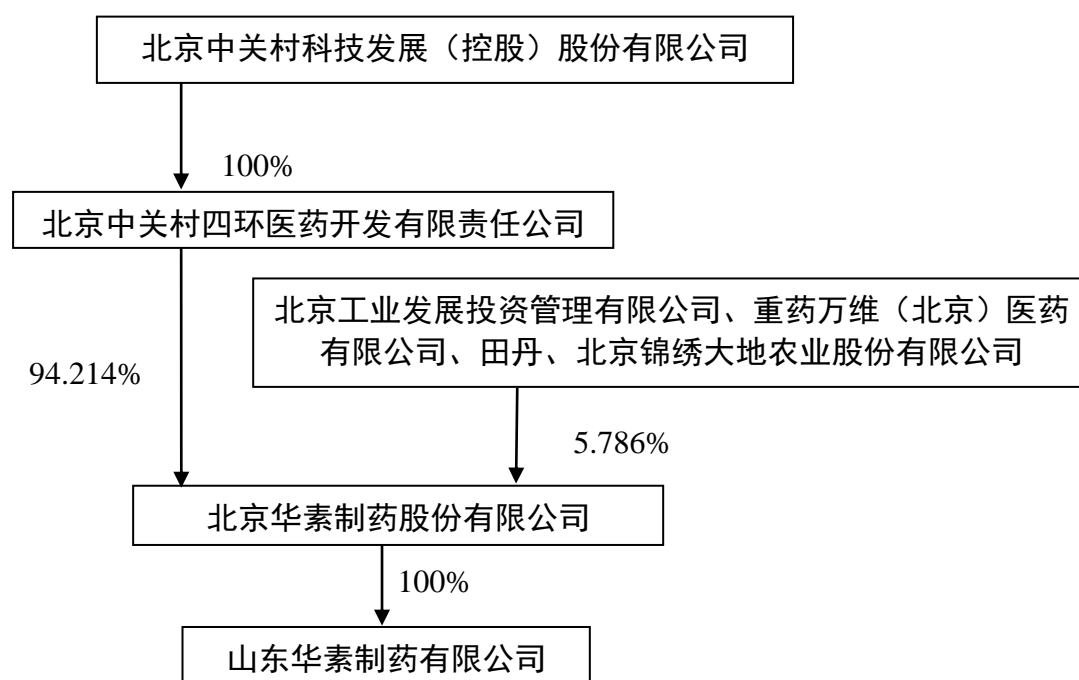 北京中关村科技发展（控股）股份有限公司
100%
北京中关村四环医药开发有限责任公司
北京工业发展投资管理有限公司、重药万维（北京）医药
有限公司、田丹、北京锦绣大地农业股份有限公司
94.214%
5.786%
北京华素制药股份有限公司
100%
山东华素制药有限公司